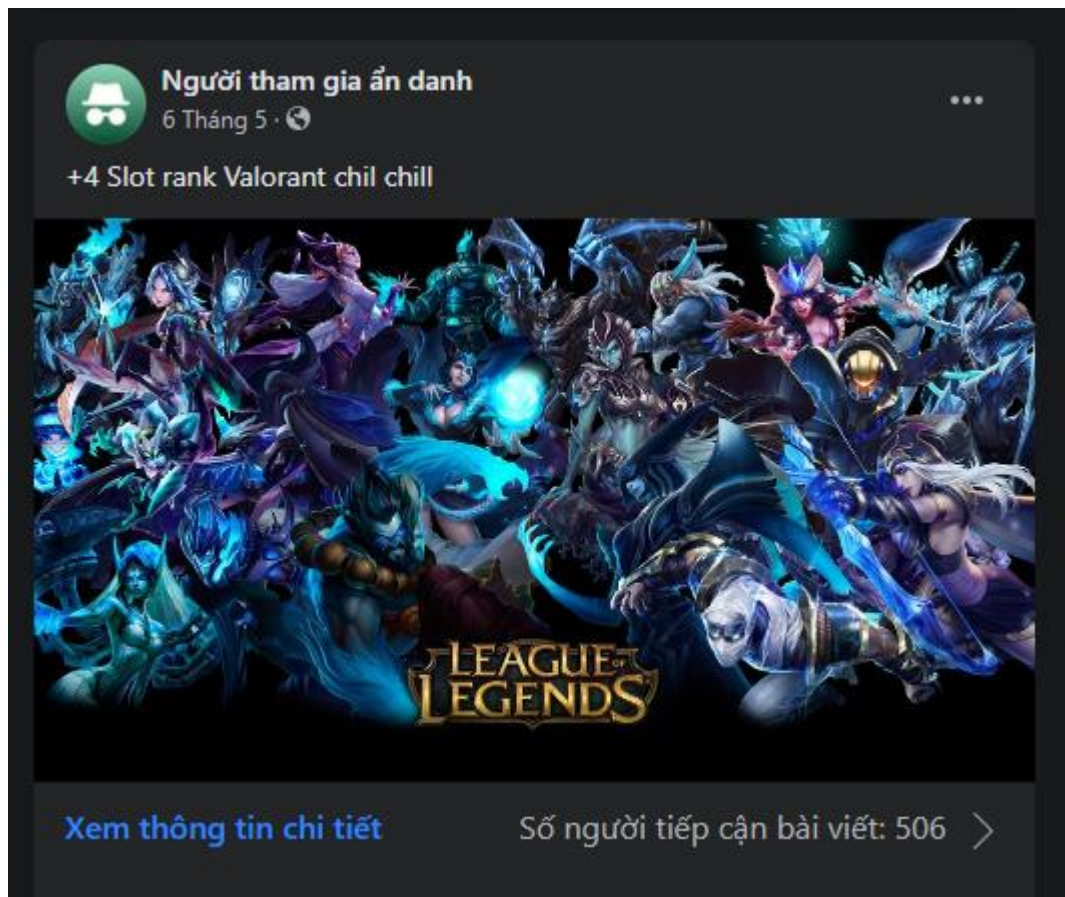 Người tham gia ẩn danh
6 Tháng 5 ·
+4 Slot rank Valorant chil chill
LEAGUE OF
LEGENDS
Xem thông tin chi tiết
Số người tiếp cận bài viết: 506